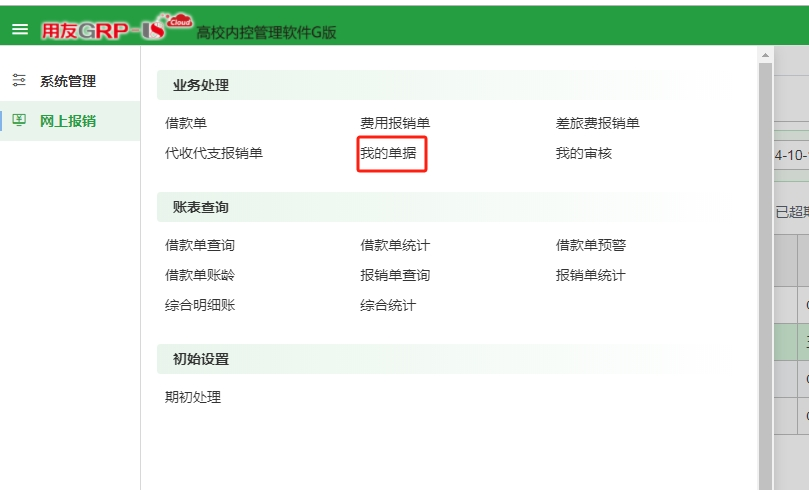 用友GRP-U8 Cloud 高校内控管理软件G版
系统管理
网上报销
业务处理
借款单 费用报销单 差旅费报销单
代收代支报销单 我的单据 我的审核
账表查询
借款单查询 借款单统计 借款单预警
借款单账龄 报销单查询 报销单统计
综合明细账 综合统计
初始设置
期初处理
4-10-
已超